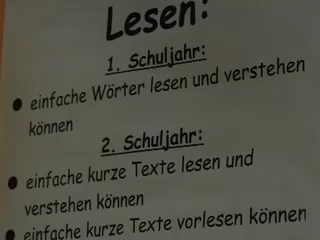 Lesen:
1. Schuljahr:
● einfache Wörter lesen und verstehen
können
2. Schuljahr:
● einfache kurze Texte lesen und
verstehen können
● einfache kurze Texte vorlesen können